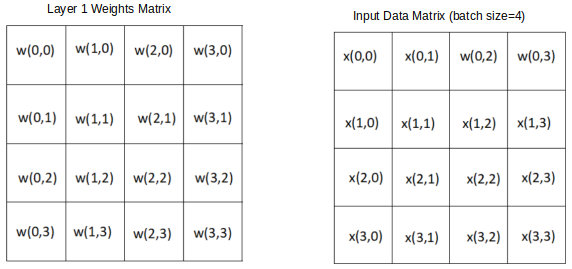 Layer 1 Weights Matrix
w(0,0) w(1,0) w(2,0) w(3,0)
w(0,1) w(1,1) w(2,1) w(3,1)
w(0,2) w(1,2) w(2,2) w(3,2)
w(0,3) w(1,3) w(2,3) w(3,3)
Input Data Matrix (batch size=4)
x(0,0) x(0,1) w(0,2) w(0,3)
x(1,0) x(1,1) x(1,2) x(1,3)
x(2,0) x(2,1) x(2,2) x(2,3)
x(3,0) x(3,1) x(3,2) x(3,3)